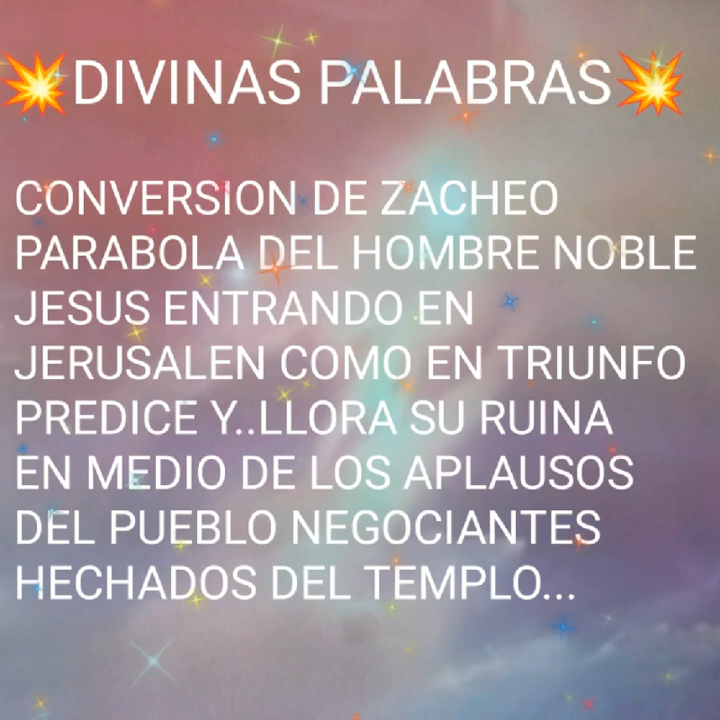 💥DIVINAS PALABRAS💥
CONVERSION DE ZACHEO
PARABOLA DEL HOMBRE NOBLE
JESUS ENTRANDO EN
JERUSALEN COMO EN TRIUNFO
PREDICE Y..LLORA SU RUINA
EN MEDIO DE LOS APLAUSOS
DEL PUEBLO NEGOCIANTES
HECHADOS DEL TEMPLO...